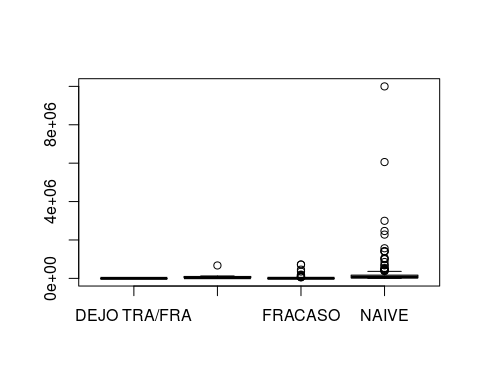 8e+06
4e+06
0e+00
DEJO TRA/FRA FRACASO NAIVE